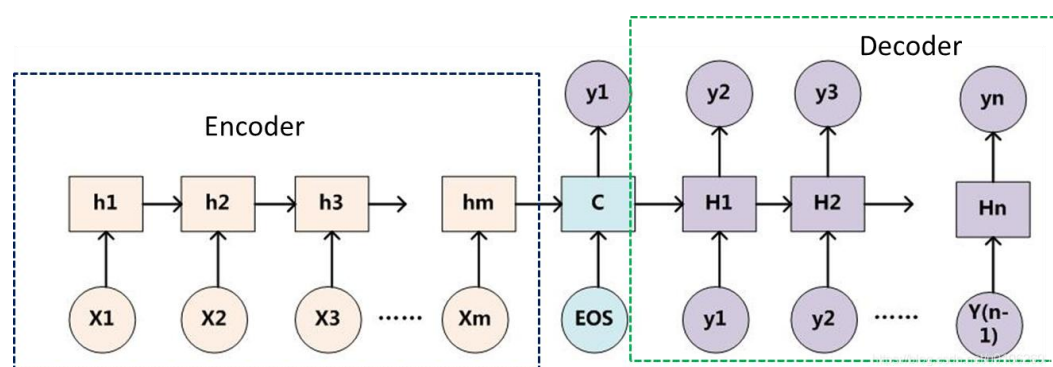 Decoder
Encoder
y1 y2 y3 yn
h1 h2 h3 hm C H1 H2 Hn
X1 X2 X3 ...... Xm EOS y1 y2 ...... Y(n-
1)